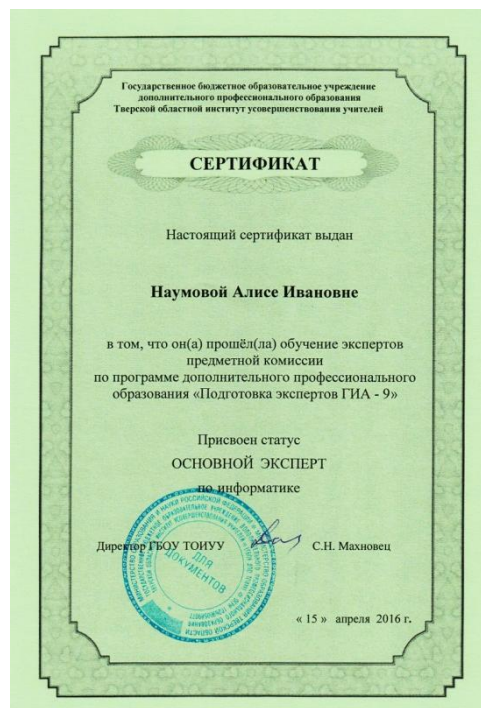 Государственное бюджетное образовательное учреждение
дополнительного профессионального образования
Тверской областной институт усовершенствования учителей
СЕРТИФИКАТ
Настоящий сертификат выдан
Наумовой Алисе Ивановне
в том, что он(а) прошёл(ла) обучение экспертов
предметной комиссии
по программе дополнительного профессионального
образования «Подготовка экспертов ГИА - 9»
Присвоен статус
ОСНОВНОЙ ЭКСПЕРТ
по информатике
Директор ГБОУ ТОИУУ С.Н. Махновец
ДЛЯ
ДОКУМЕНТОВ
« 15 » апреля 2016 г.